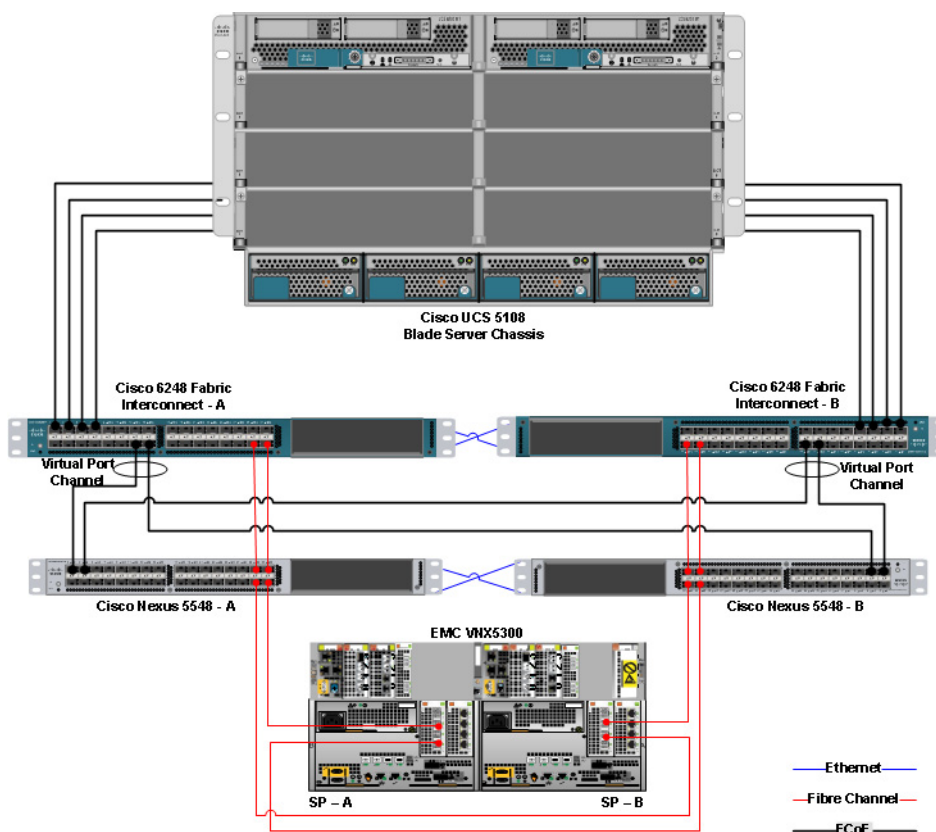 Cisco UCS 5108
Blade Server Chassis
Cisco 6248 Fabric
Interconnect - A
Cisco 6248 Fabric
Interconnect - B
Virtual Port
Channel
Virtual Port
Channel
Cisco Nexus 5548 - A
Cisco Nexus 5548 - B
EMC VNX5300
SP – A
SP – B
Ethernet
Fibre Channel
FCoE